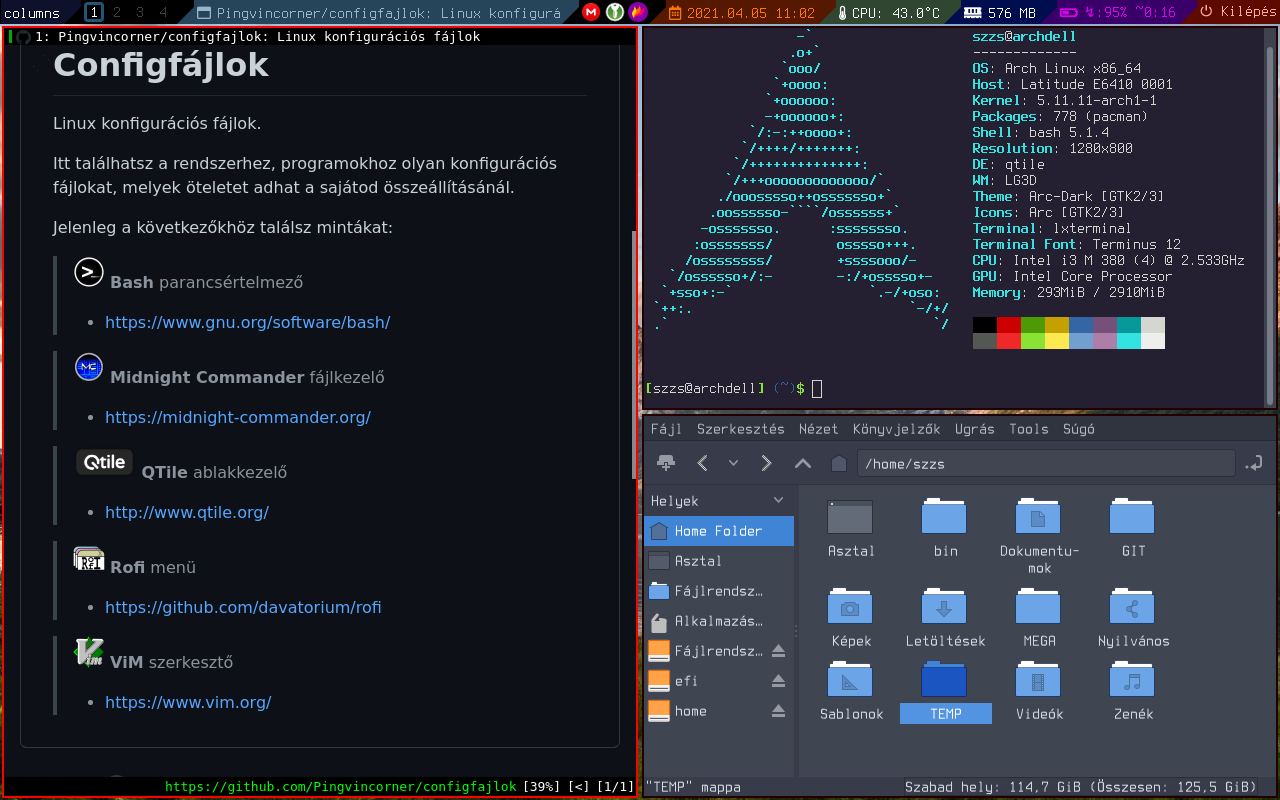 columns
1 2 3 4
Pingvincorner/configfajlok: Linux konfigurá
2021.04.05 11:02
CPU: 43.0°C
576 MB
↯:95% ~0:16
Kilépés
1: Pingvincorner/configfajlok: Linux konfigurációs fájlok
Configfájlok
Linux konfigurációs fájlok.
Itt találhatsz a rendszerhez, programokhoz olyan konfigurációs
fájlokat, melyek öteletet adhat a sajátod összeállításánál.
Jelenleg a következőkhöz találsz mintákat:
Bash parancsértelmező
https://www.gnu.org/software/bash/
Midnight Commander fájlkezelő
https://midnight-commander.org/
Qtile QTile ablakkezelő
http://www.qtile.org/
Rofi menü
https://github.com/davatorium/rofi
ViM szerkesztő
https://www.vim.org/
https://github.com/Pingvincorner/configfajlok [39%] [<] [1/1]
szzs@archdell
-------------
OS: Arch Linux x86_64
Host: Latitude E6410 0001
Kernel: 5.11.11-arch1-1
Packages: 778 (pacman)
Shell: bash 5.1.4
Resolution: 1280x800
DE: qtile
WM: LG3D
Theme: Arc-Dark [GTK2/3]
Icons: Arc [GTK2/3]
Terminal: lxterminal
Terminal Font: Terminus 12
CPU: Intel i3 M 380 (4) @ 2.533GHz
GPU: Intel Core Processor
Memory: 293MiB / 2910MiB
[szzs@archdell] (~)$
Fájl Szerkesztés Nézet Könyvjelzők Ugrás Tools Súgó
/home/szzs
Helyek
Home Folder
Asztal
Fájlrendsz…
Alkalmazás…
Fájlrendsz…
efi
home
Asztal bin Dokumentu-
mok GIT
Képek Letöltések MEGA Nyilvános
Sablonok TEMP Videók Zenék
"TEMP" mappa Szabad hely: 114,7 GiB (Összesen: 125,5 GiB)